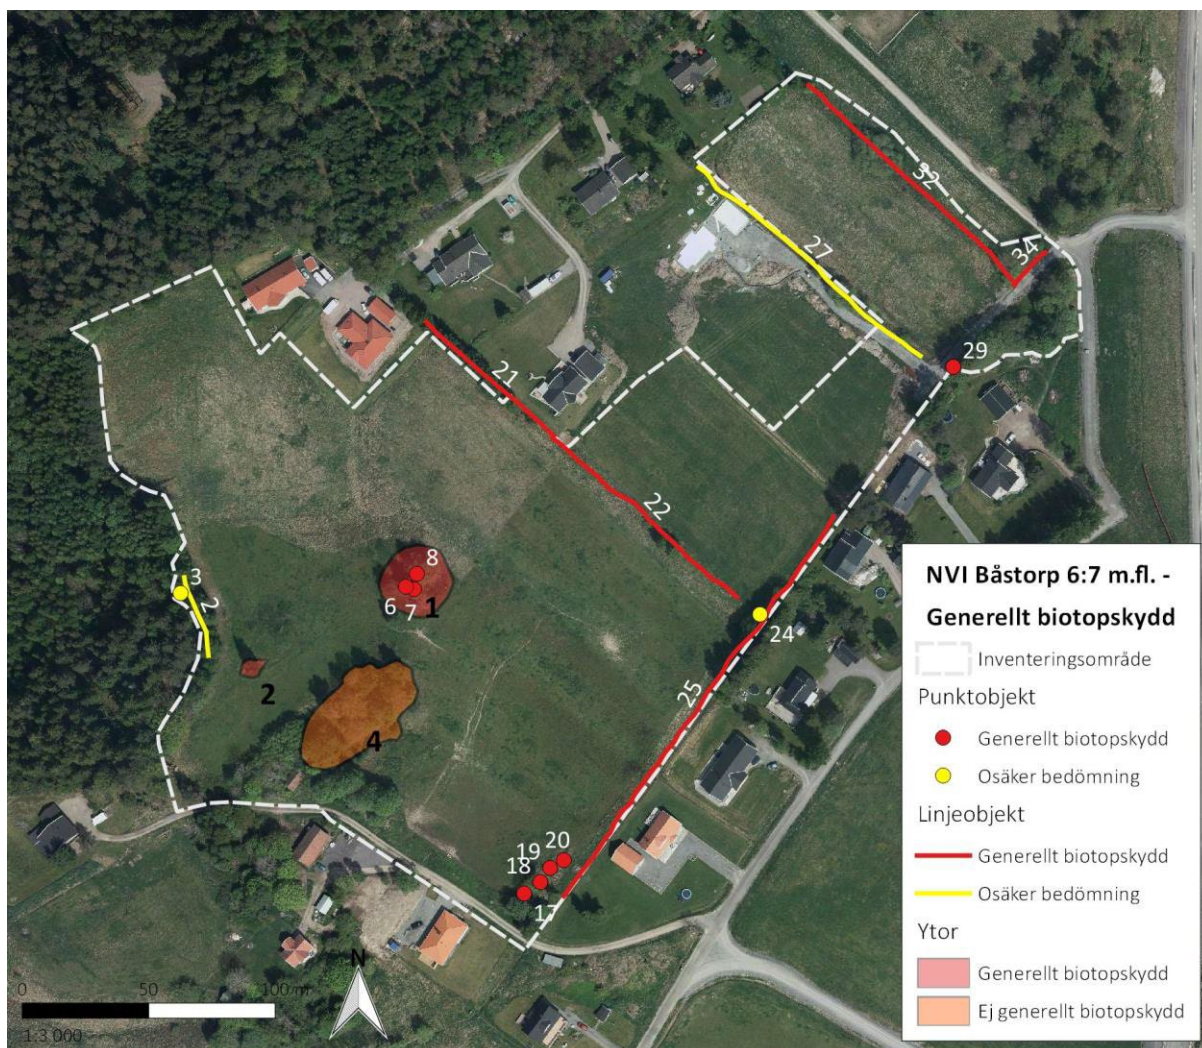 32
34
27
29
21
22
8
6
7
1
3
2
2
4
24
25
20
19
18
17
N
0 50 100 m
1:3 000
NVI Båstorp 6:7 m.fl. -
Generellt biotopskydd
Inventeringsområde
Punktobjekt
Generellt biotopskydd
Osäker bedömning
Linjeobjekt
Generellt biotopskydd
Osäker bedömning
Ytor
Generellt biotopskydd
Ej generellt biotopskydd